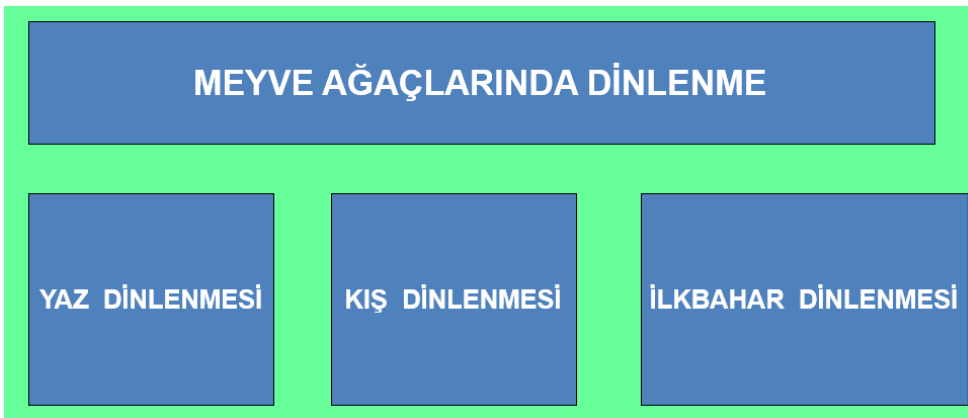 MEYVE AĞAÇLARINDA DİNLENME
YAZ DİNLENMESİ
KIŞ DİNLENMESİ
İLKBAHAR DİNLENMESİ